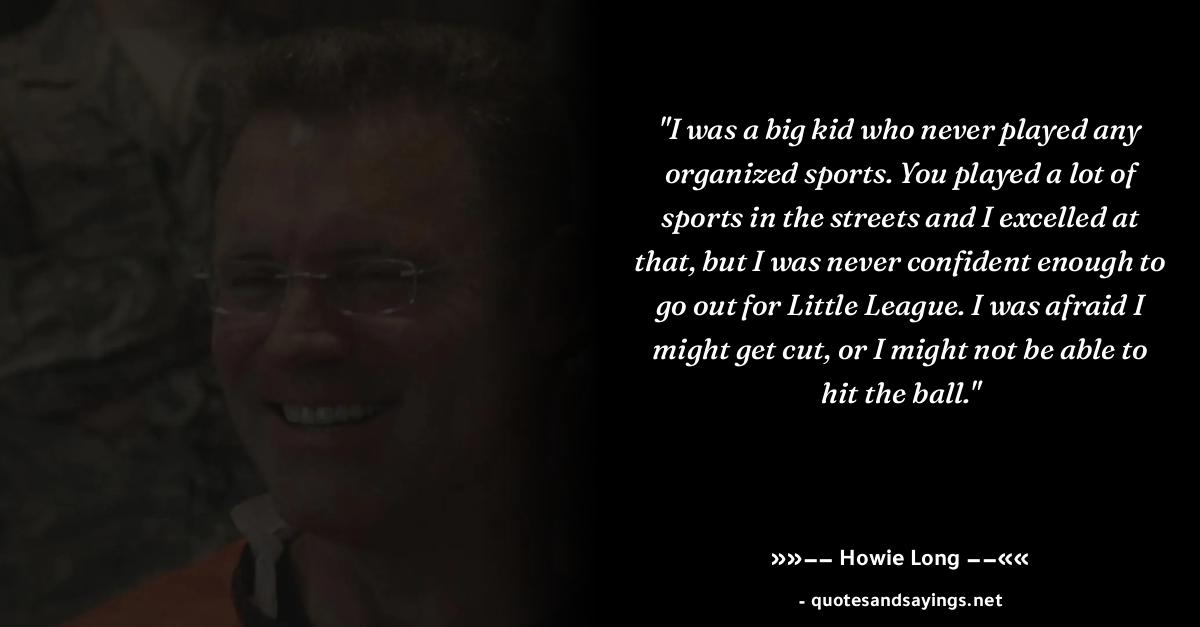 "I was a big kid who never played any
organized sports. You played a lot of
sports in the streets and I excelled at
that, but I was never confident enough to
go out for Little League. I was afraid I
might get cut, or I might not be able to
hit the ball."
»»−− Howie Long −−««
- quotesandsayings.net